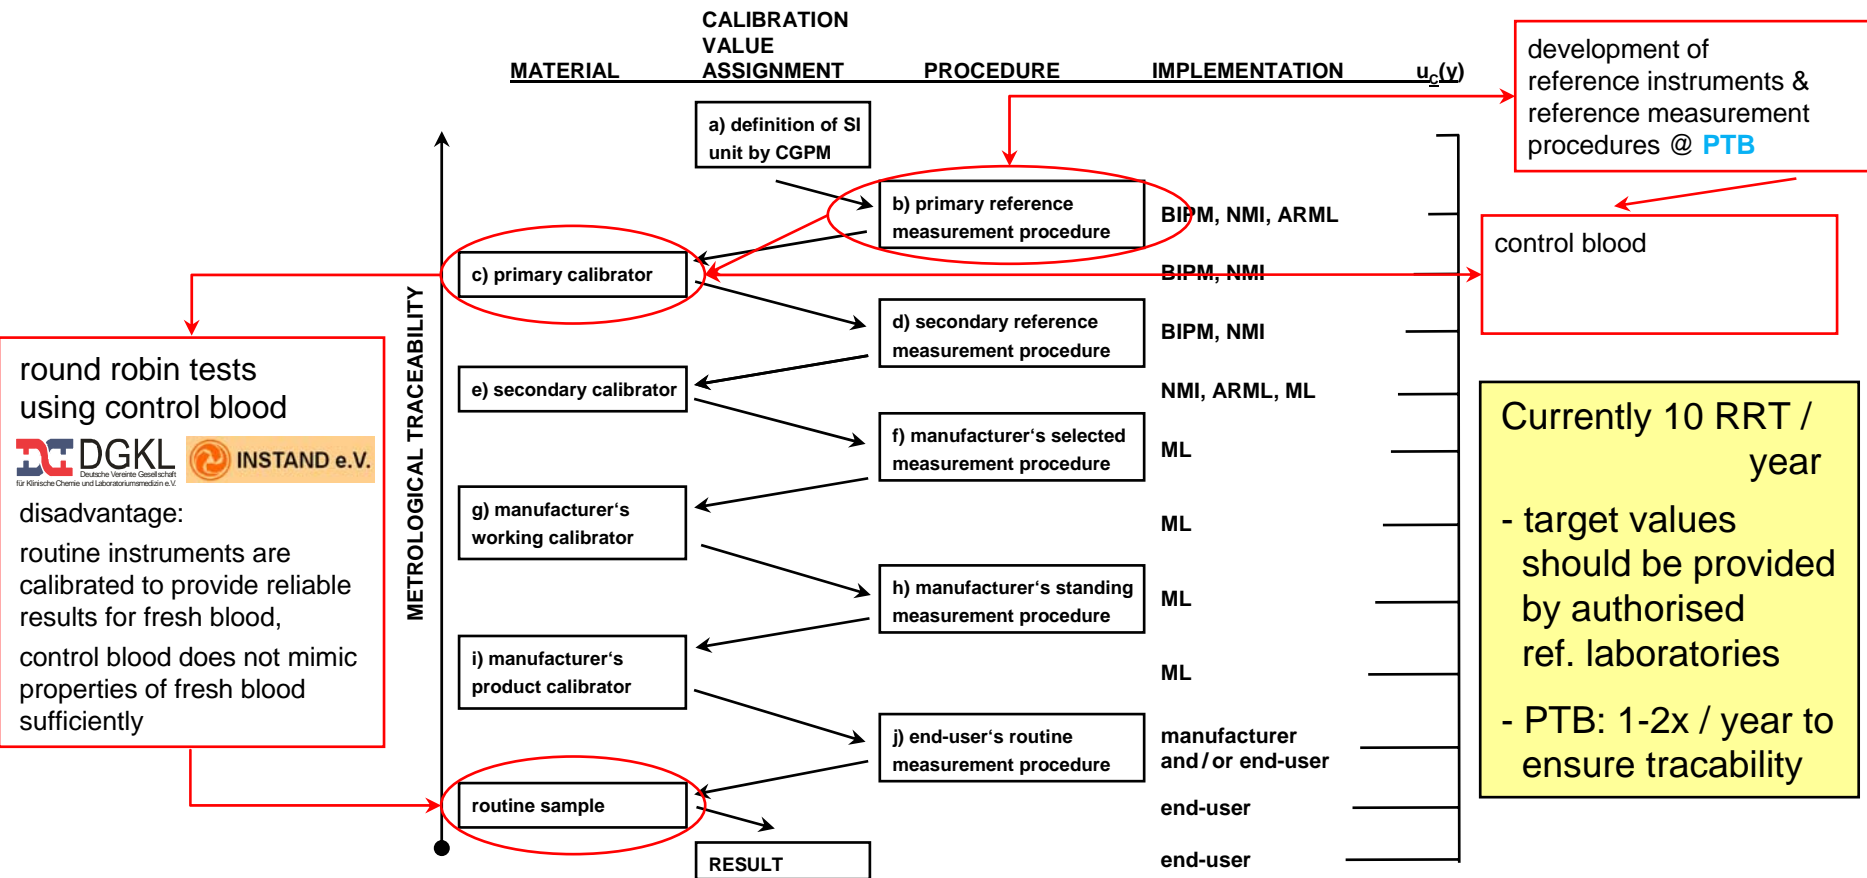 CALIBRATION
VALUE
MATERIAL ASSIGNMENT PROCEDURE IMPLEMENTATION uc(y)
a) definition of SI
unit by CGPM
b) primary reference
measurement procedure
BIPM, NMI, ARML
c) primary calibrator
BIPM, NMI
d) secondary reference
measurement procedure
BIPM, NMI
e) secondary calibrator
NMI, ARML, ML
f) manufacturer‘s selected
measurement procedure
ML
g) manufacturer‘s
working calibrator
ML
h) manufacturer‘s standing
measurement procedure
ML
i) manufacturer‘s
product calibrator
ML
j) end-user‘s routine
measurement procedure
manufacturer
and/or end-user
routine sample
end-user
RESULT
end-user
METROLOGICAL TRACEABILITY
development of
reference instruments &
reference measurement
procedures @ PTB
control blood
round robin tests
using control blood
DGKL
Deutsche Vereinte Gesellschaft
für Klinische Chemie und Laboratoriumsmedizin e.V.
INSTAND e.V.
disadvantage:
routine instruments are
calibrated to provide reliable
results for fresh blood,
control blood does not mimic
properties of fresh blood
sufficiently
Currently 10 RRT /
year
- target values
should be provided
by authorised
ref. laboratories
- PTB: 1-2x / year to
ensure tracability